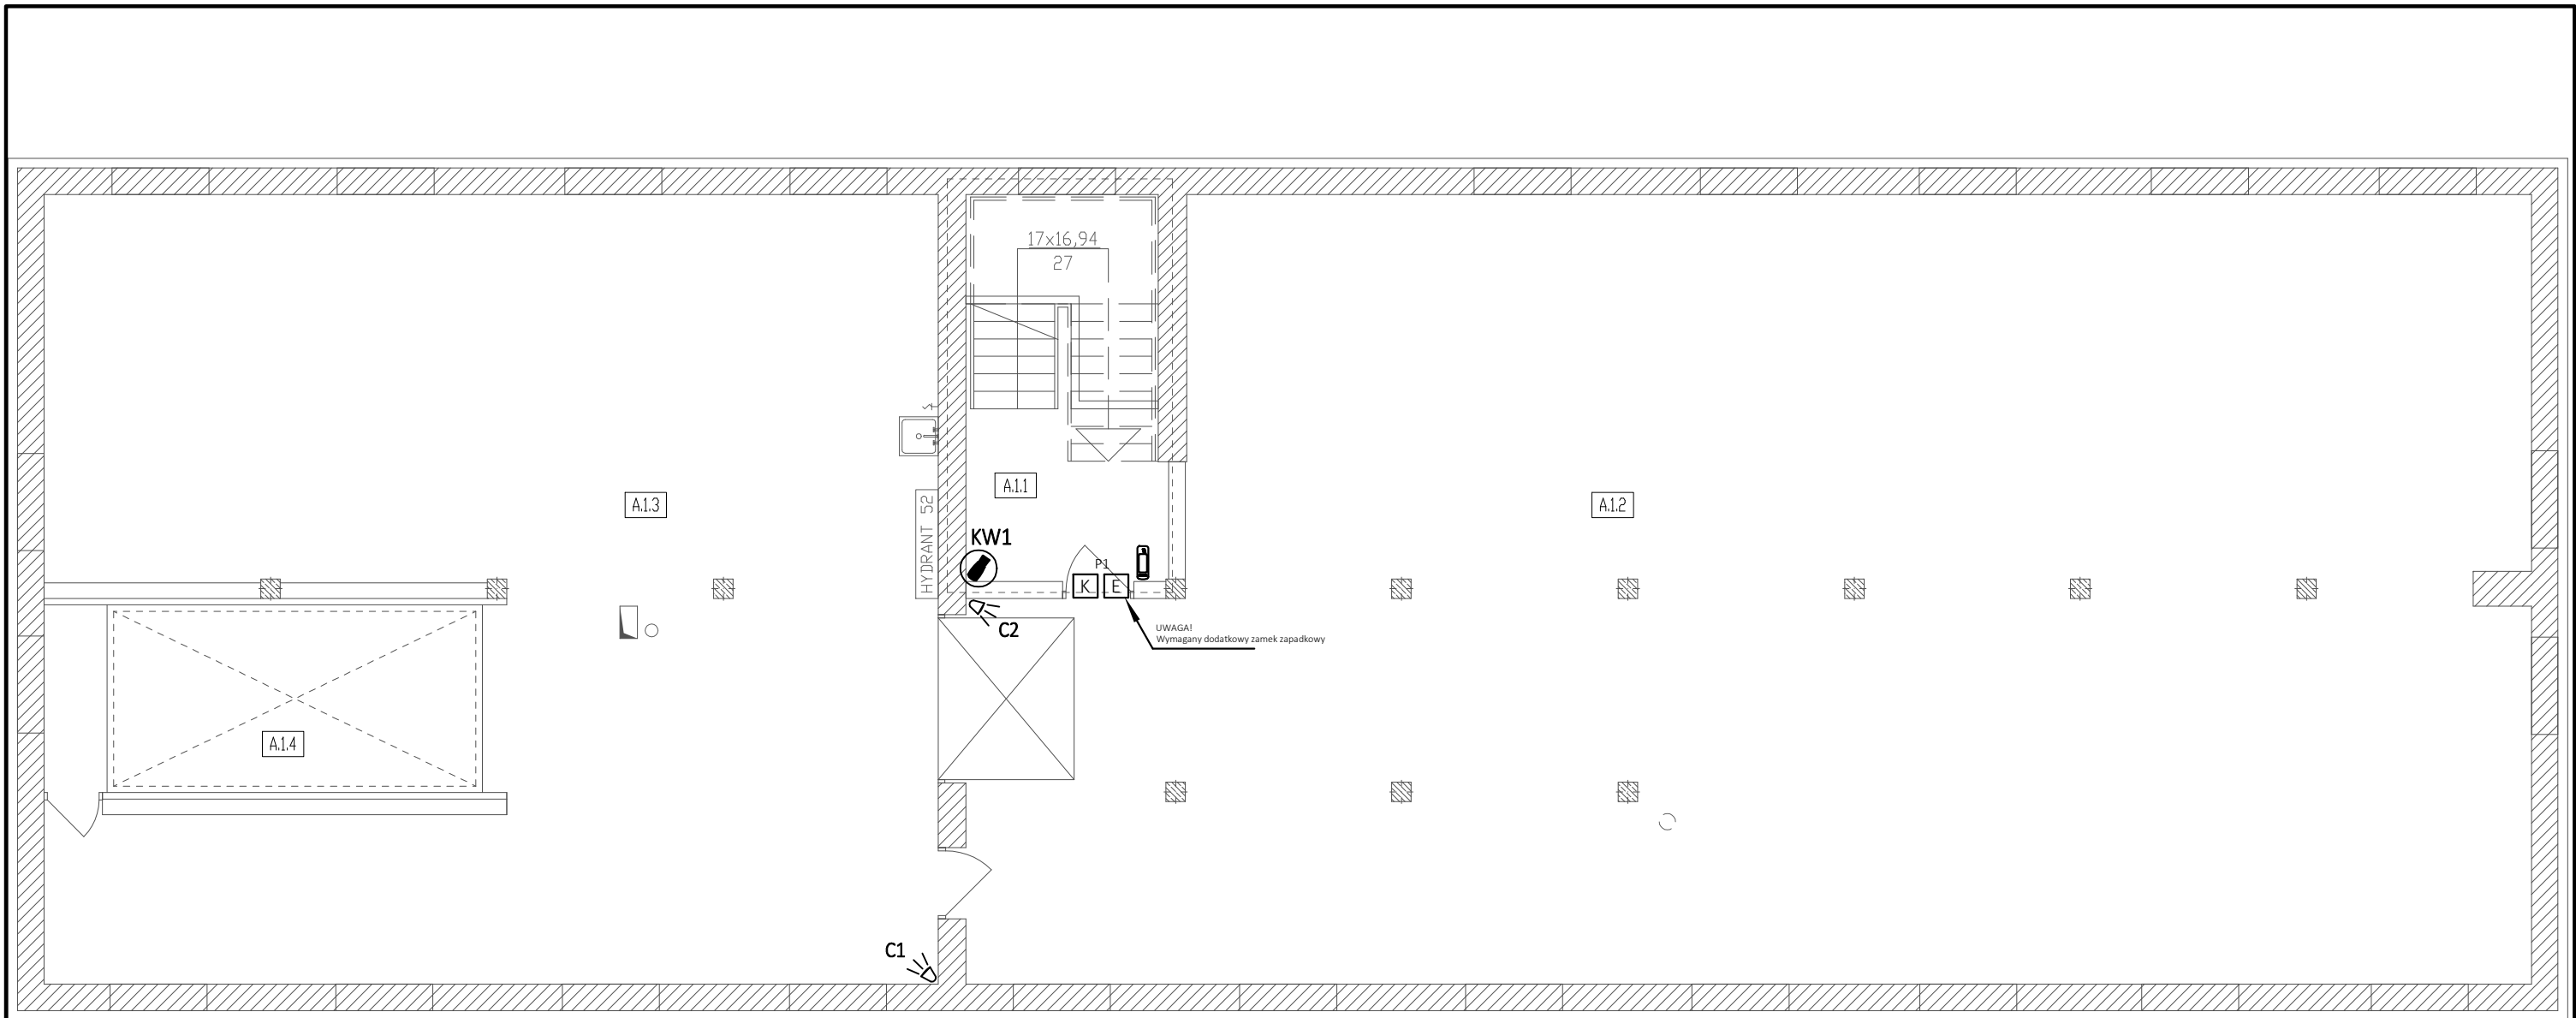 17x16,94
27
A.1.1
A.1.3
HYDRANT 52
A.1.2
KW1
P1
K E
C2
UWAGA!
Wymagany dodatkowy zamek zapadkowy
A.1.4
C1